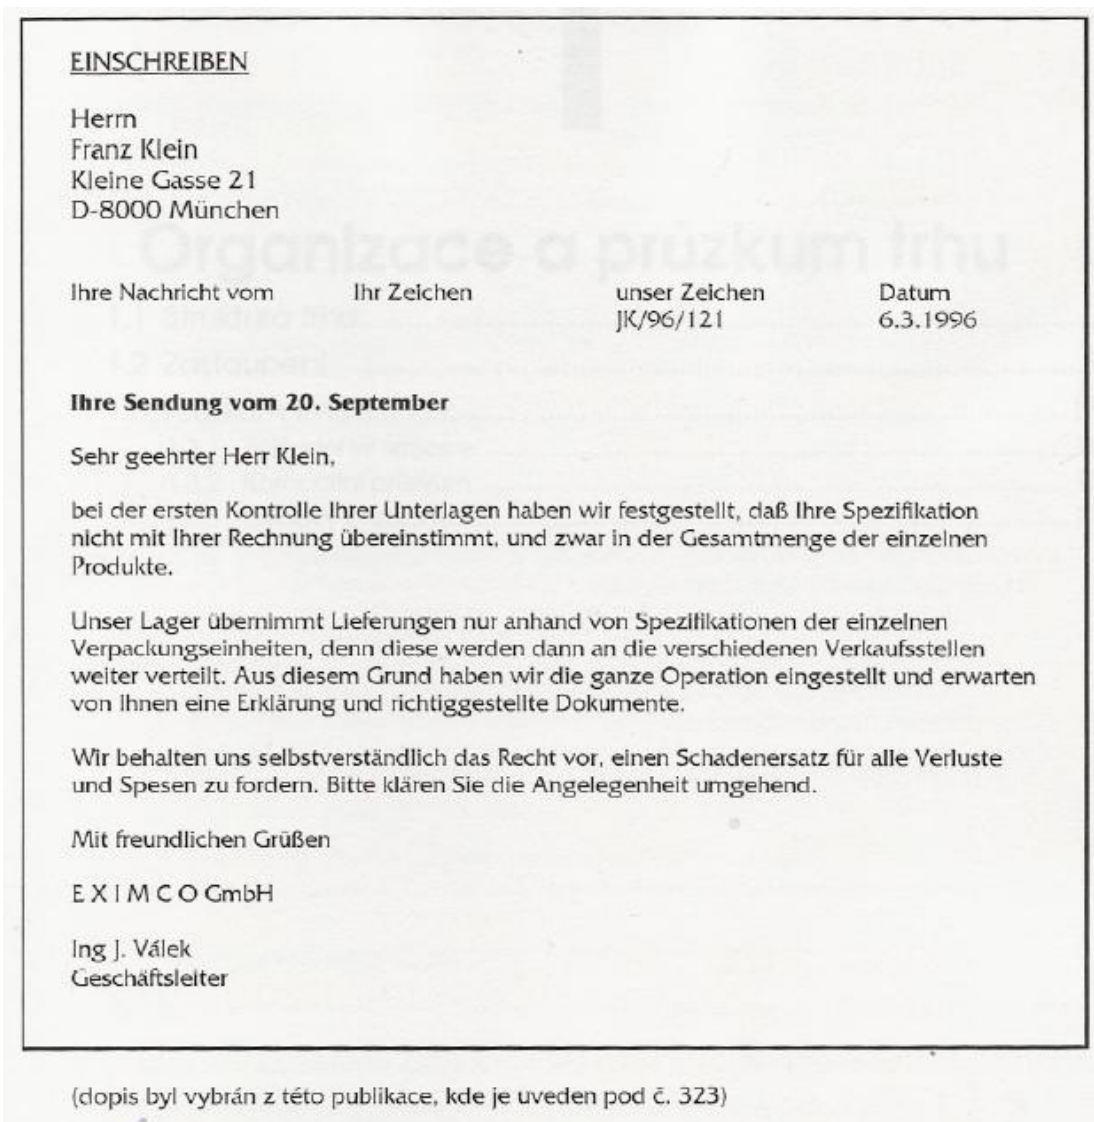 EINSCHREIBEN
Herrn
Franz Klein
Kleine Gasse 21
D-8000 München
Organizace a průzkum trhu
Ihre Nachricht vom Ihr Zeichen unser Zeichen Datum
JK/96/121 6.3.1996
Ihre Sendung vom 20. September
Sehr geehrter Herr Klein,
bei der ersten Kontrolle Ihrer Unterlagen haben wir festgestellt, daß Ihre Spezifikation
nicht mit Ihrer Rechnung übereinstimmt, und zwar in der Gesamtmenge der einzelnen
Produkte.
Unser Lager übernimmt Lieferungen nur anhand von Spezifikationen der einzelnen
Verpackungseinheiten, denn diese werden dann an die verschiedenen Verkaufsstellen
weiter verteilt. Aus diesem Grund haben wir die ganze Operation eingestellt und erwarten
von Ihnen eine Erklärung und richtiggestellte Dokumente.
Wir behalten uns selbstverständlich das Recht vor, einen Schadenersatz für alle Verluste
und Spesen zu fordern. Bitte klären Sie die Angelegenheit umgehend.
Mit freundlichen Grüßen
E X I M C O GmbH
Ing J. Válek
Geschäftsleiter
(dopis byl vybrán z této publikace, kde je uveden pod č. 323)